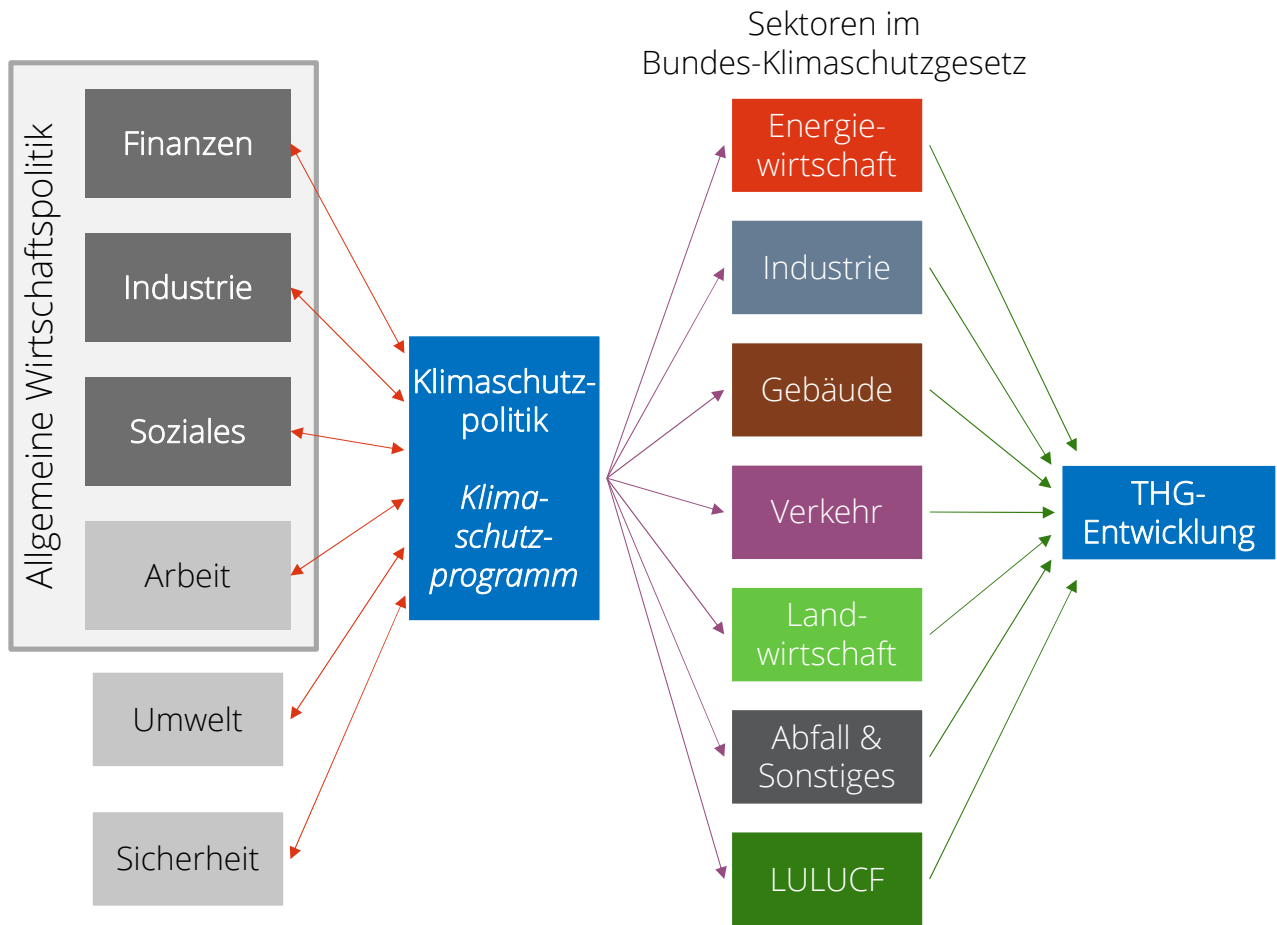 Allgemeine Wirtschaftspolitik
Finanzen
Industrie
Soziales
Arbeit
Umwelt
Sicherheit
Klimaschutz-
politik
Klima-
schutz-
programm
Sektoren im
Bundes-Klimaschutzgesetz
Energie-
wirtschaft
Industrie
Gebäude
Verkehr
Land-
wirtschaft
Abfall &
Sonstiges
LULUCF
THG-
Entwicklung